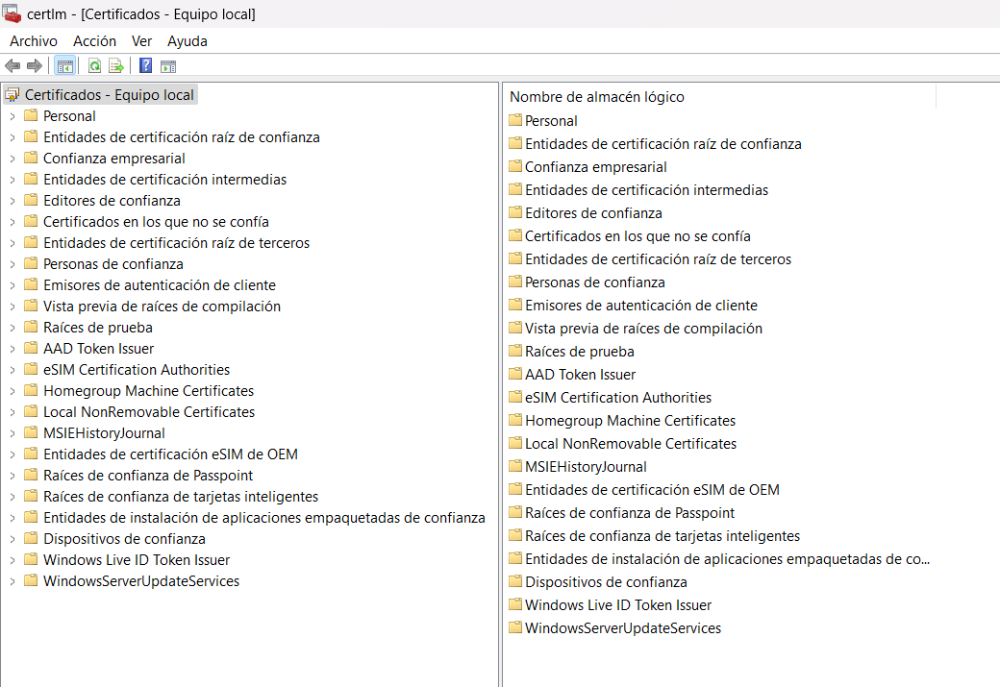 certlm - [Certificados - Equipo local]
Archivo Acción Ver Ayuda
Certificados - Equipo local
Personal
Entidades de certificación raíz de confianza
Confianza empresarial
Entidades de certificación intermedias
Editores de confianza
Certificados en los que no se confía
Entidades de certificación raíz de terceros
Personas de confianza
Emisores de autenticación de cliente
Vista previa de raíces de compilación
Raíces de prueba
AAD Token Issuer
eSIM Certification Authorities
Homegroup Machine Certificates
Local NonRemovable Certificates
MSIEHistoryJournal
Entidades de certificación eSIM de OEM
Raíces de confianza de Passpoint
Raíces de confianza de tarjetas inteligentes
Entidades de instalación de aplicaciones empaquetadas de confianza
Dispositivos de confianza
Windows Live ID Token Issuer
WindowsServerUpdateServices
Nombre de almacén lógico
Personal
Entidades de certificación raíz de confianza
Confianza empresarial
Entidades de certificación intermedias
Editores de confianza
Certificados en los que no se confía
Entidades de certificación raíz de terceros
Personas de confianza
Emisores de autenticación de cliente
Vista previa de raíces de compilación
Raíces de prueba
AAD Token Issuer
eSIM Certification Authorities
Homegroup Machine Certificates
Local NonRemovable Certificates
MSIEHistoryJournal
Entidades de certificación eSIM de OEM
Raíces de confianza de Passpoint
Raíces de confianza de tarjetas inteligentes
Entidades de instalación de aplicaciones empaquetadas de co...
Dispositivos de confianza
Windows Live ID Token Issuer
WindowsServerUpdateServices